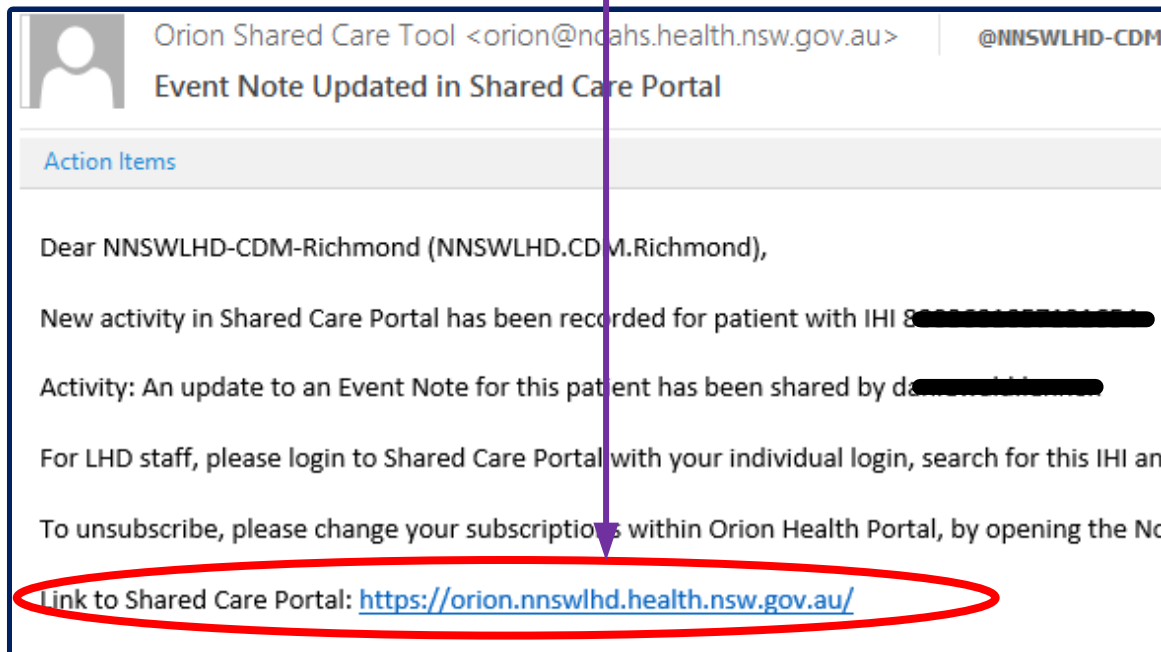 Orion Shared Care Tool <orion@ncahs.health.nsw.gov.au> @NNSWLHD-CDM
Event Note Updated in Shared Care Portal
Action Items
Dear NNSWLHD-CDM-Richmond (NNSWLHD.CDM.Richmond),
New activity in Shared Care Portal has been recorded for patient with IHI
Activity: An update to an Event Note for this patient has been shared by
For LHD staff, please login to Shared Care Portal with your individual login, search for this IHI an
To unsubscribe, please change your subscriptions within Orion Health Portal, by opening the No
Link to Shared Care Portal: https://orion.nnswlhd.health.nsw.gov.au/